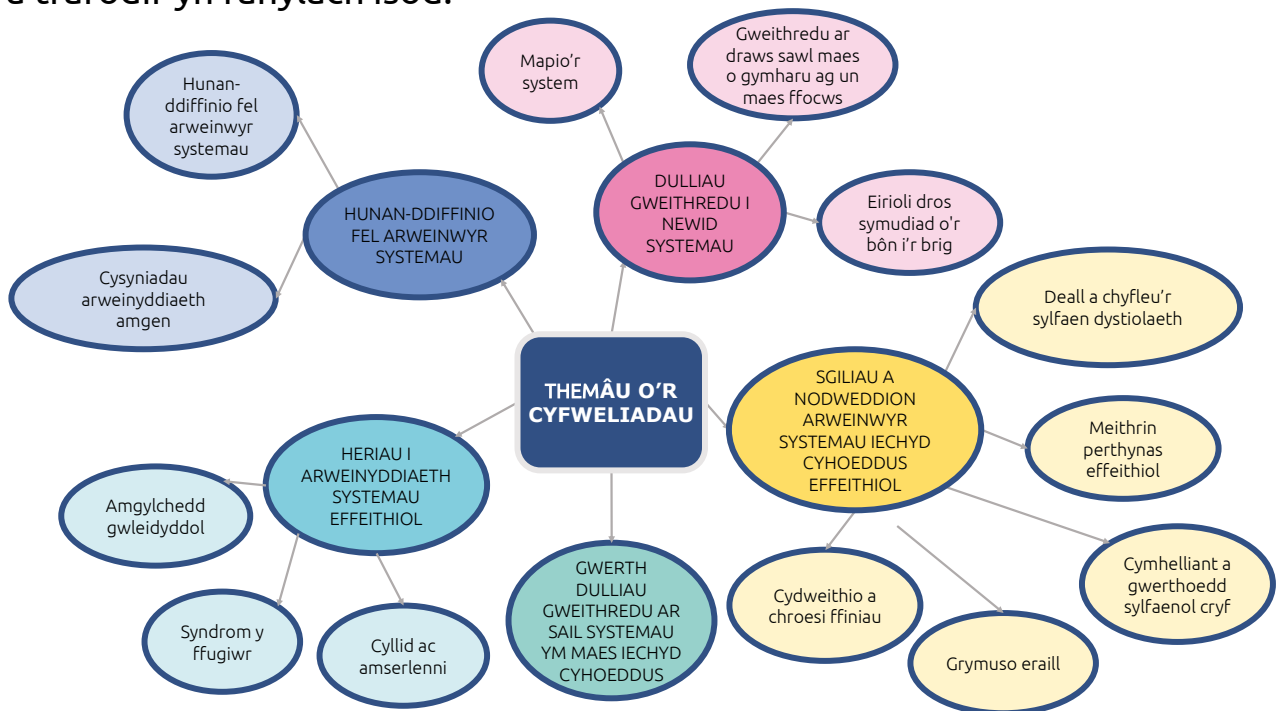 a trafodir yn fanylach isod.
Hunan-
ddiffinio fel
arweinwyr
systemau
Mapio'r
system
Gweithredu ar
draws sawl maes
o gymharu ag un
maes ffocws
HUNAN-DDIFFINIO
FEL ARWEINWYR
SYSTEMAU
DULLIAU
GWEITHREDU I
NEWID
SYSTEMAU
Eirioli dros
symudiad o'r
bôn i'r brig
Cysyniadau
arweinyddiaeth
amgen
Deall a chyfleu'r
sylfaen dystiolaeth
THEMÂU O'R
CYFWELIADAU
SGILIAU A
NODWEDDION
ARWEINWYR
SYSTEMAU IECHYD
CYHOEDDUS
EFFEITHIOL
Meithrin
perthynas
effeithiol
HERIAU I
ARWEINYDDIAETH
SYSTEMAU
EFFEITHIOL
Amgylchedd
gwleidyddol
Syndrom y
ffugiwr
Cyllid ac
amserlenni
GWERTH
DULLIAU
GWEITHREDU AR
SAIL SYSTEMAU
YM MAES IECHYD
CYHOEDDUS
Cydweithio a
chroesi ffiniau
Grymuso eraill
Cymhelliant a
gwerthoedd
sylfaenol cryf